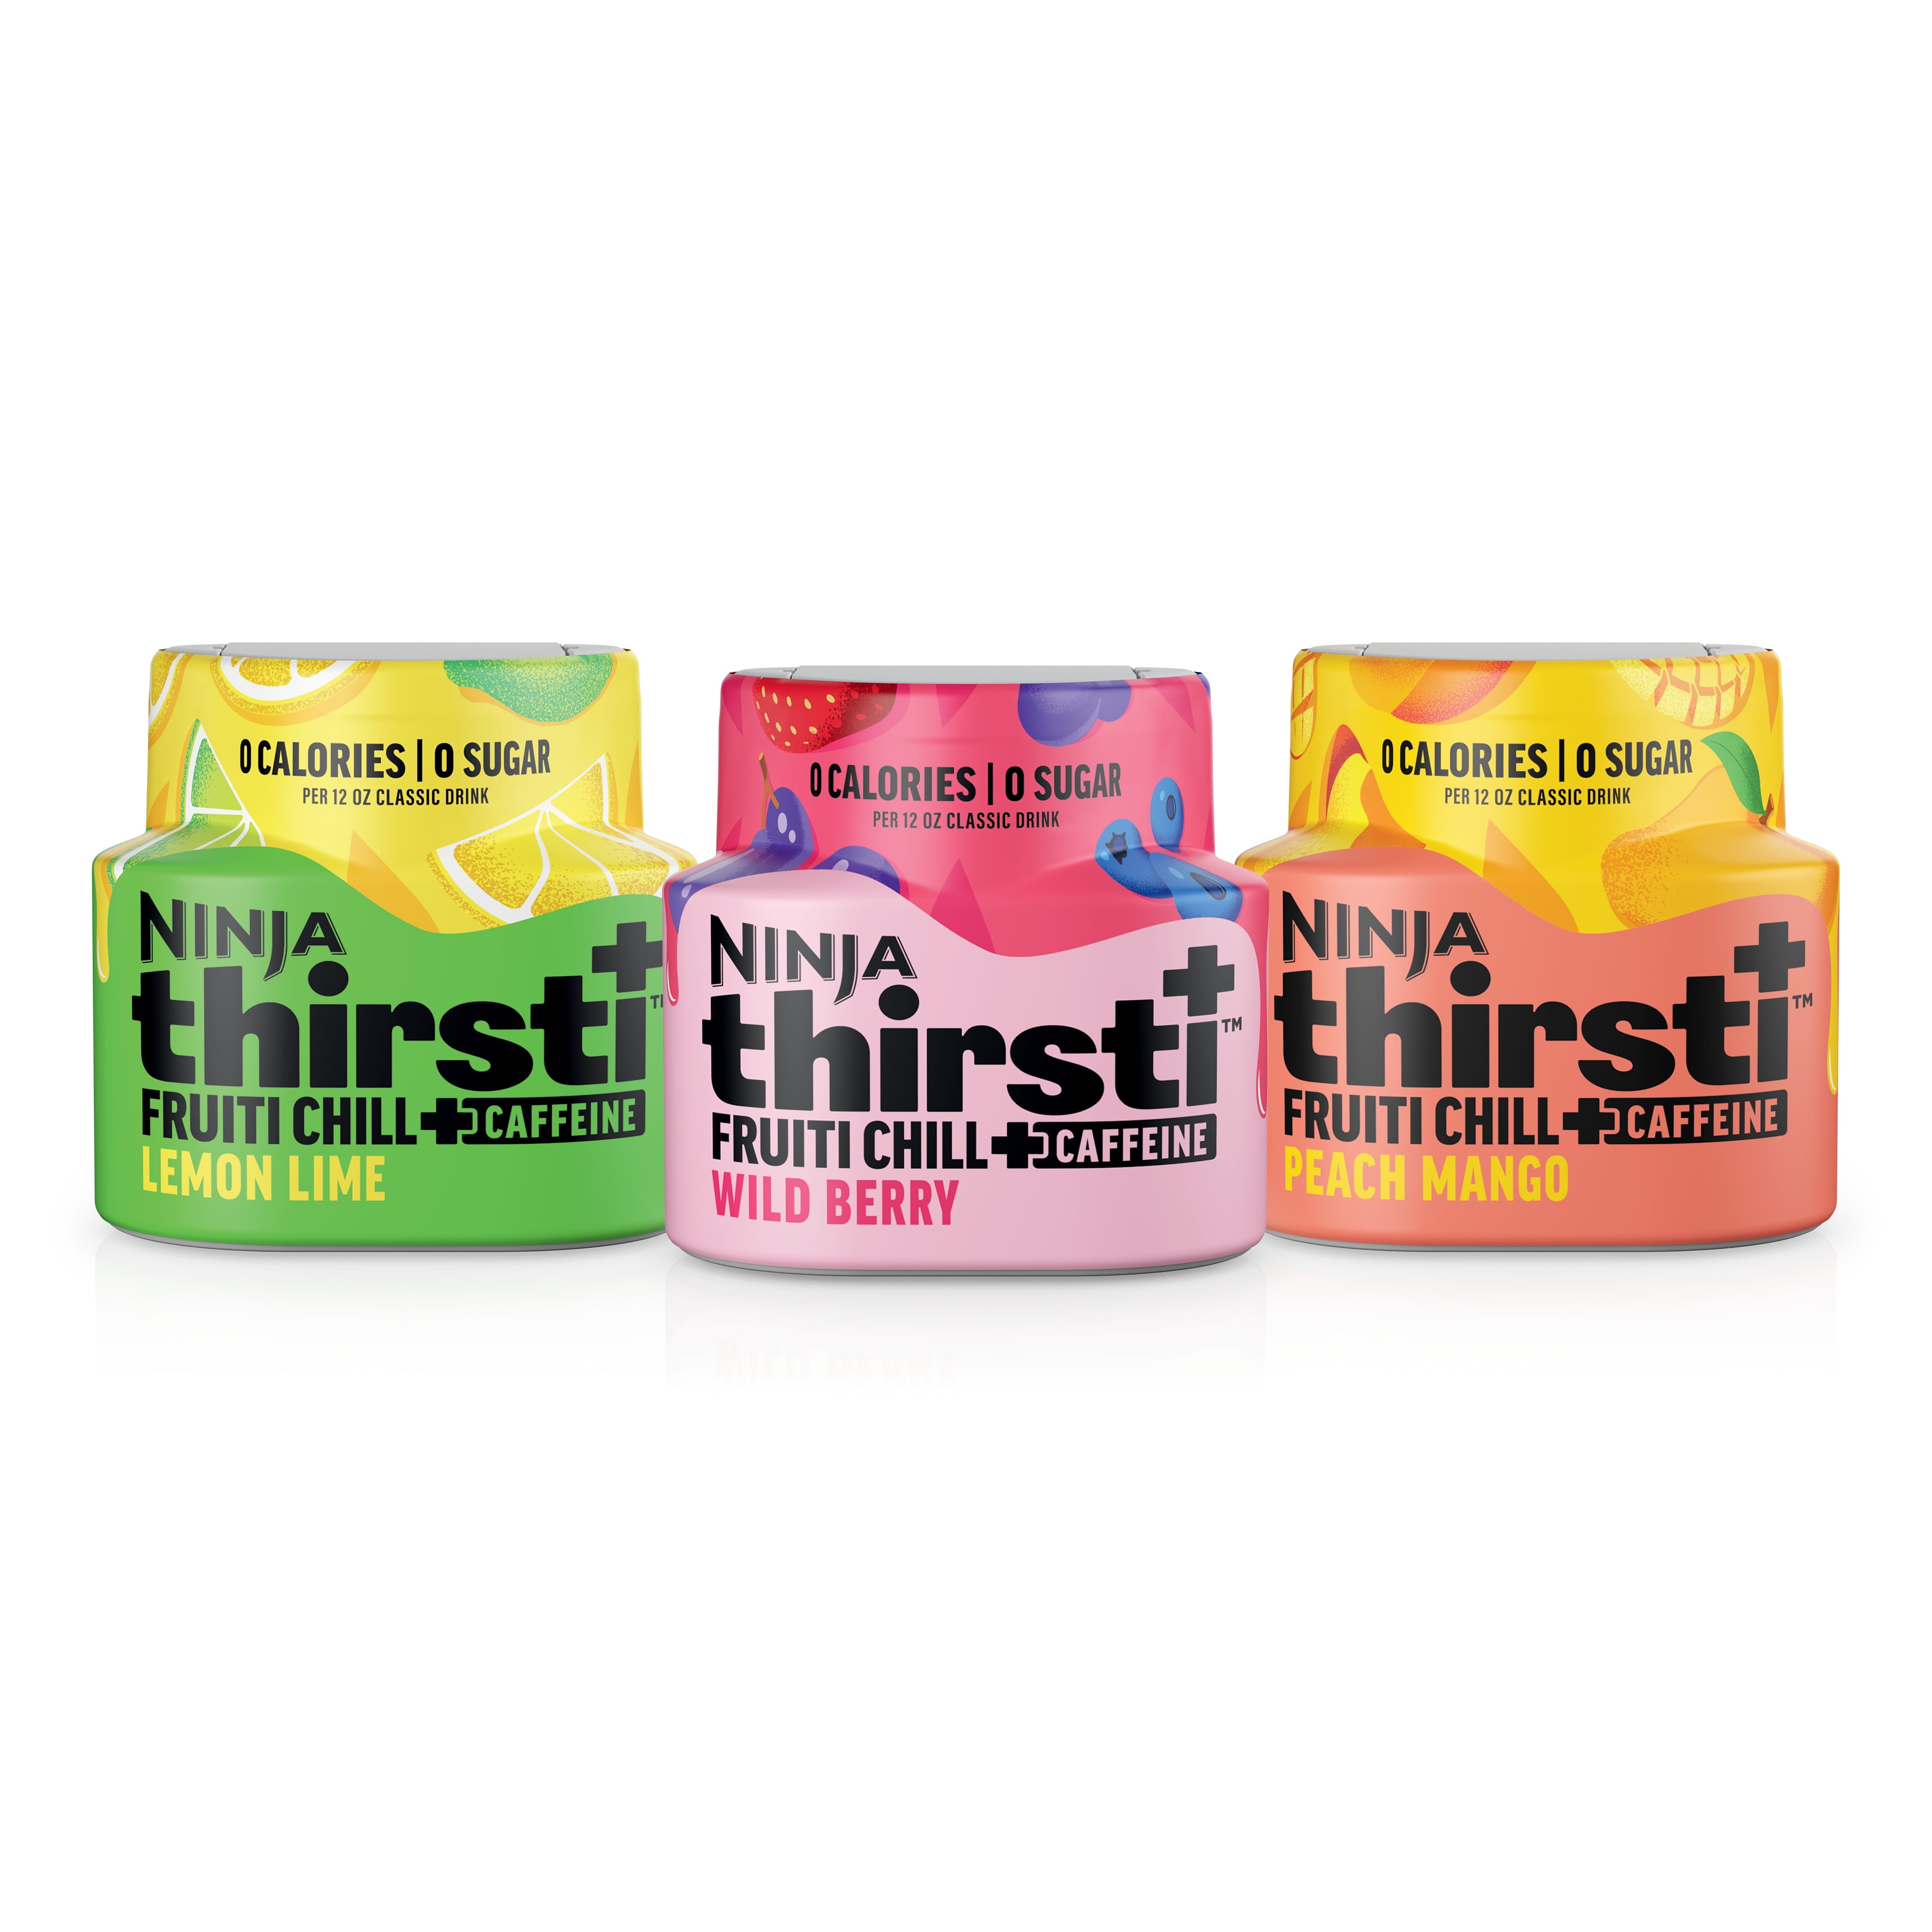 0 CALORIES | 0 SUGAR
PER 12 OZ CLASSIC DRINK
NINJA
thirsti+
FRUITI CHILL + CAFFEINE
LEMON LIME
0 CALORIES | 0 SUGAR
PER 12 OZ CLASSIC DRINK
NINJA
thirsti+™
FRUITI CHILL + CAFFEINE
WILD BERRY
0 CALORIES | 0 SUGAR
PER 12 OZ CLASSIC DRINK
NINJA
thirsti+™
FRUITI CHILL + CAFFEINE
PEACH MANGO